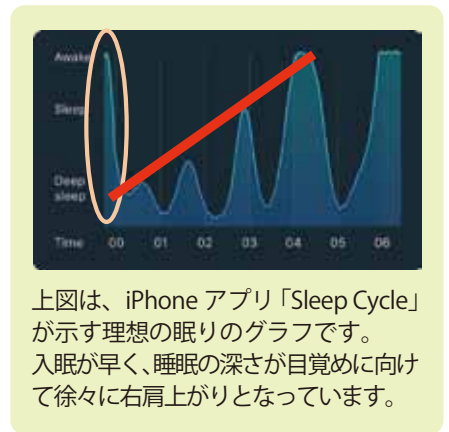 Awake
Sleep
Deep
sleep
Time 00 01 02 03 04 05 06
上図は、iPhone アプリ「Sleep Cycle」
が示す理想の眠りのグラフです。
入眠が早く、睡眠の深さが目覚めに向け
て徐々に右肩上がりとなっています。